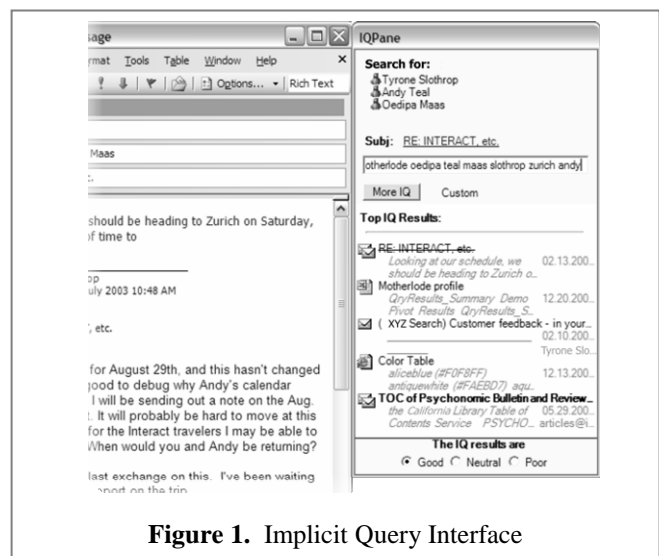 sage
rmat Tools Table Window Help ×
! Options... Rich Text
Maas
c.
should be heading to Zurich on Saturday,
of time to
op
uly 2003 10:48 AM
, etc.
for August 29th, and this hasn't changed
good to debug why Andy's calendar
I will be sending out a note on the Aug.
t. It will probably be hard to move at this
for the Interact travelers I may be able to
When would you and Andy be returning?
last exchange on this. I've been waiting
port on the trip
IQPane
Search for:
Tyrone Slothrop
Andy Teal
Oedipa Maas
Subj: RE: INTERACT, etc.
otherlode oedipa teal maas slothrop zurich andy
More IQ Custom
Top IQ Results:
RE: INTERACT, etc.
Looking at our schedule, we 02.13.200...
should be heading to Zurich o...
Motherlode profile
QryResults_Summary Demo 12.20.200...
Pivot Results QryResults_S...
( XYZ Search) Customer feedback - in your...
02.10.200...
Tyrone Slo...
Color Table
aliceblue (#F0F8FF) 12.13.200...
antiquewhite (#FAEBD7) aqu...
TOC of Psychonomic Bulletin and Review...
the California Library Table of 05.29.200...
Contents Service PSYCHO... articles@i...
The IQ results are
Good Neutral Poor
Figure 1. Implicit Query Interface